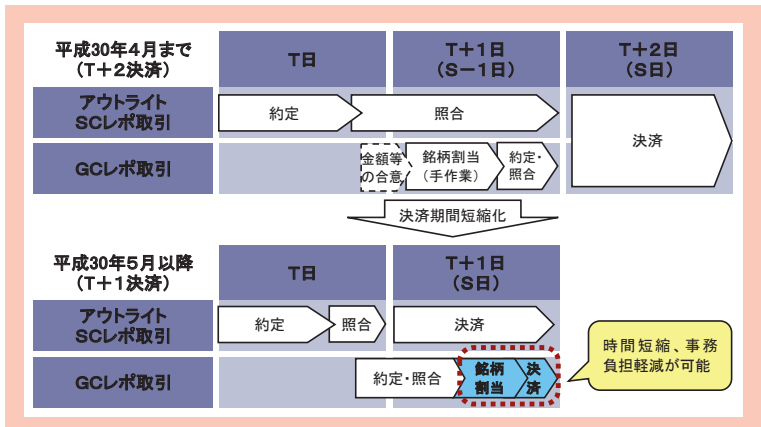 平成30年４月まで
（Ｔ＋２決済）
Ｔ日
Ｔ＋１日
（Ｓ－１日）
Ｔ＋２日
（Ｓ日）
アウトライト
SCレポ取引
約定
照合
決済
GCレポ取引
金額等
の合意
銘柄割当
（手作業）
約定・
照合
決済期間短縮化
平成30年５月以降
（Ｔ＋１決済）
Ｔ日
Ｔ＋１日
（Ｓ日）
アウトライト
SCレポ取引
約定
照合
決済
GCレポ取引
約定・照合
銘柄
割当
決
済
時間短縮、事務
負担軽減が可能